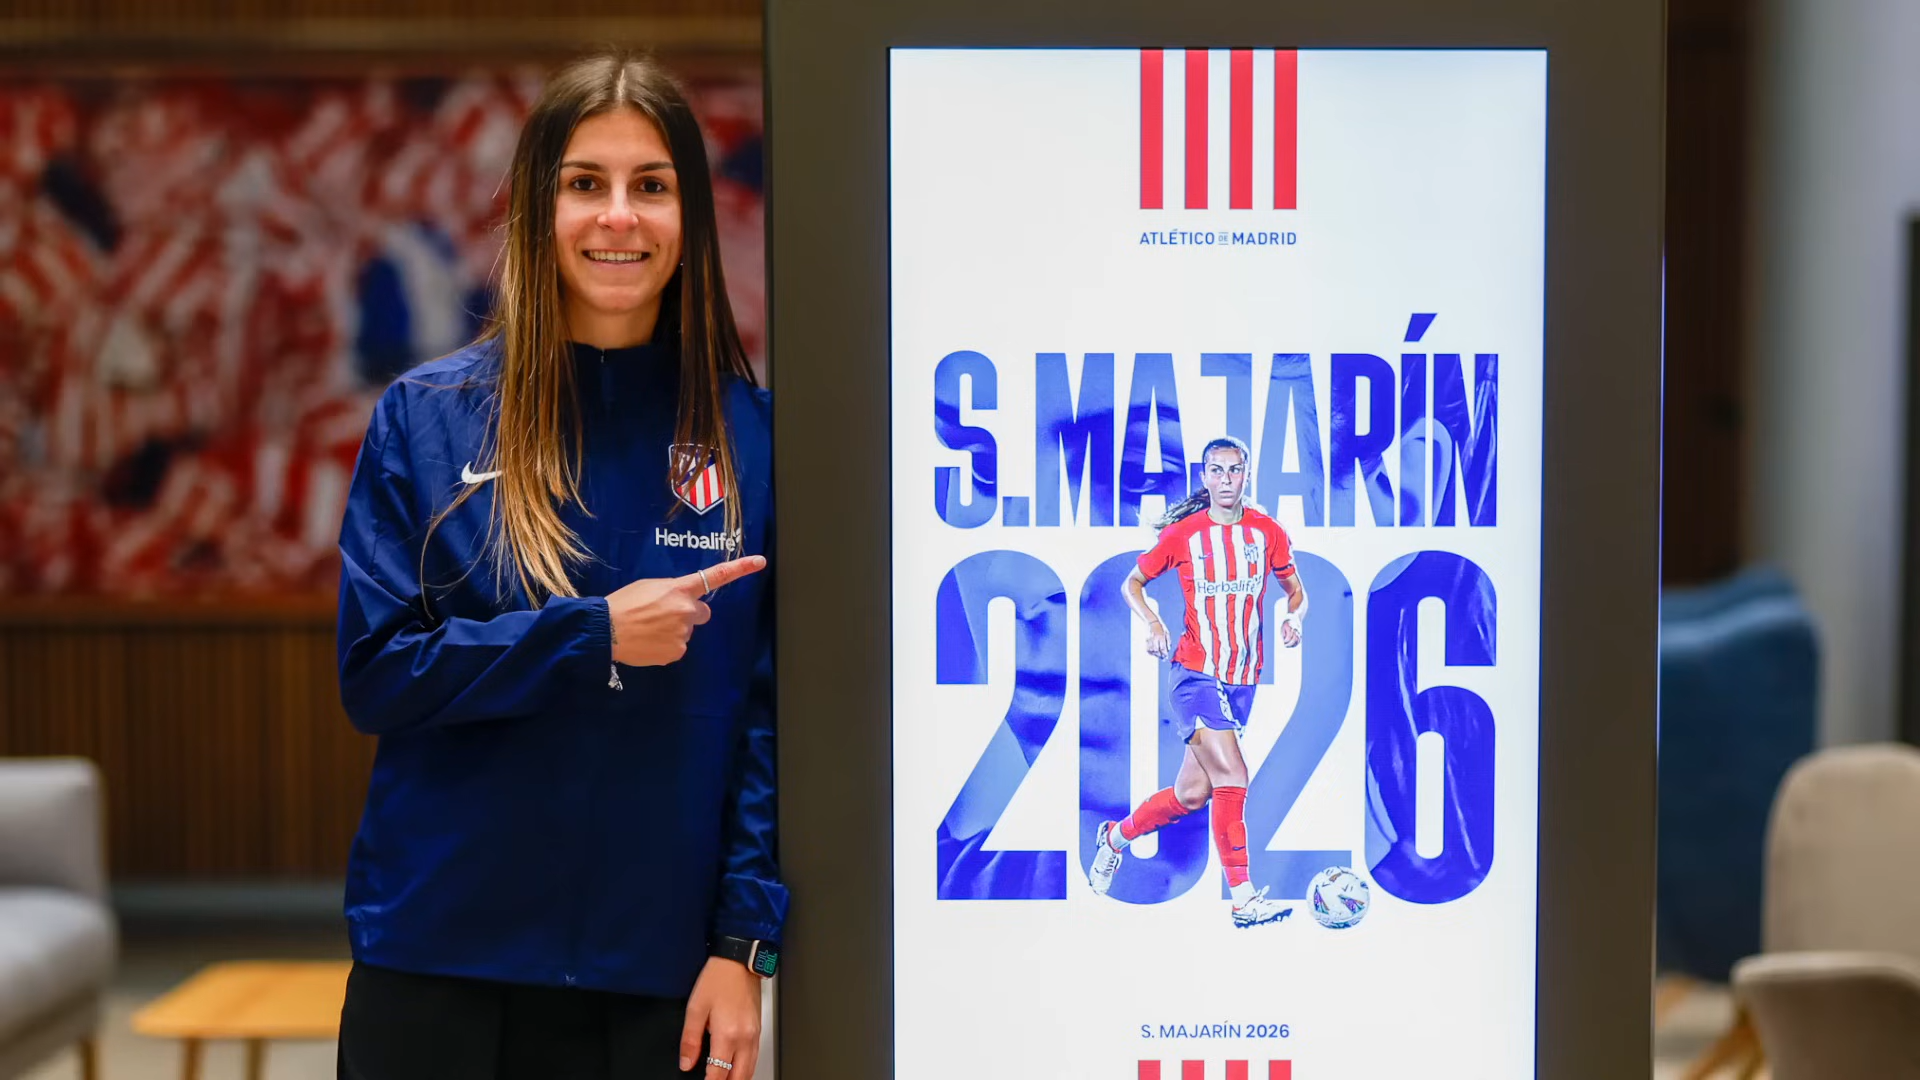 Herbalife
ATLÉTICO DE MADRID
S.MAJARÍN
2026
Herbalife
S. MAJARÍN 2026